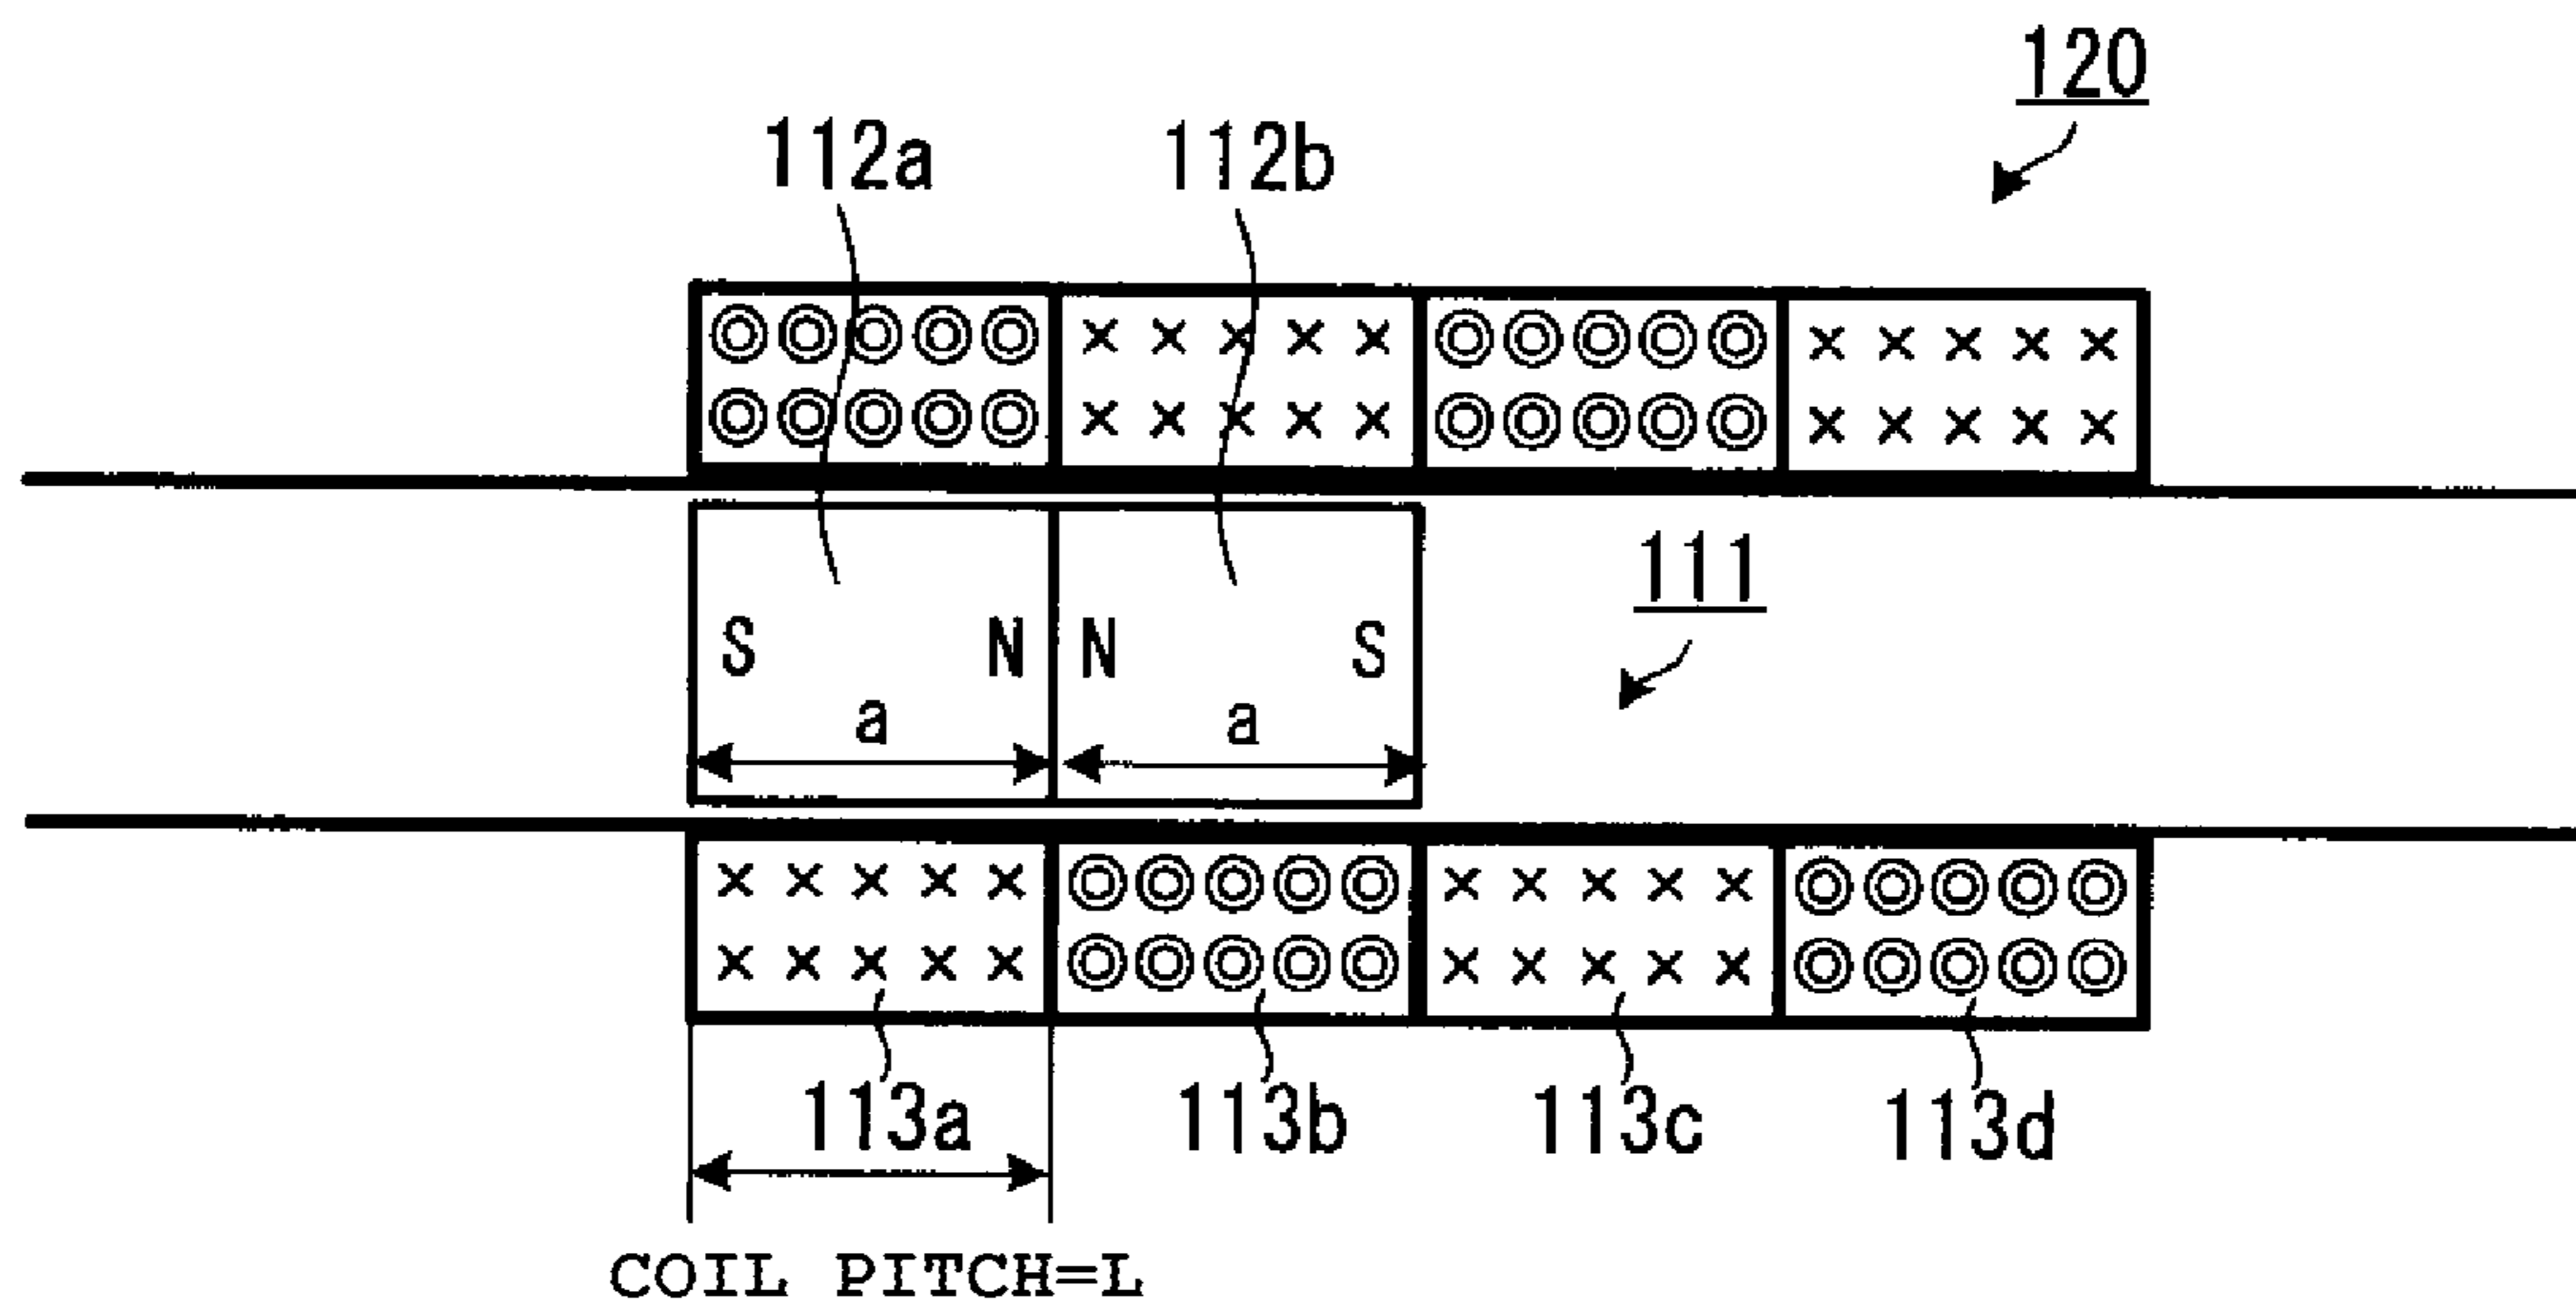 120
112a 112b
111
S N N S
a a
113a 113b 113c 113d
COIL PITCH=L